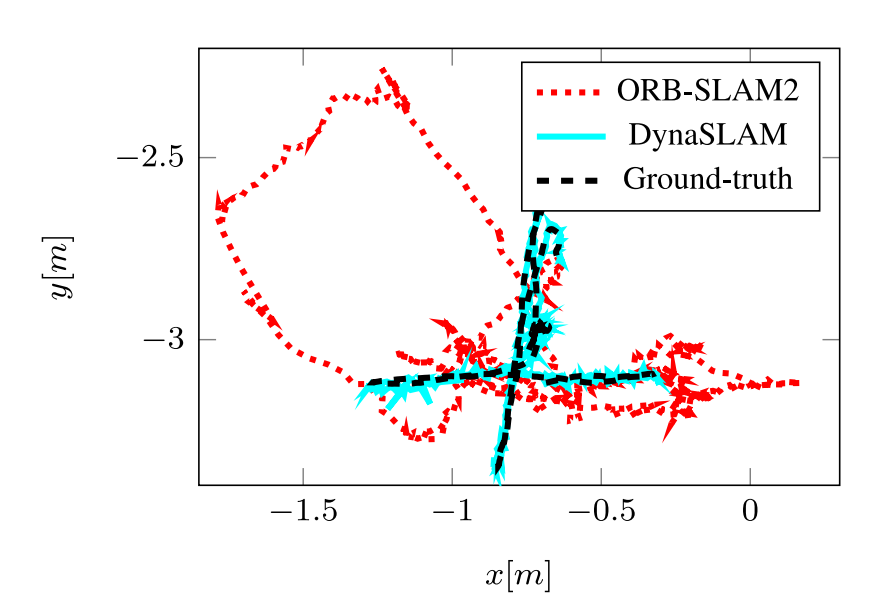 ORB-SLAM2
DynaSLAM
Ground-truth
−2.5
−3
y[m]
−1.5 −1 −0.5 0
x[m]